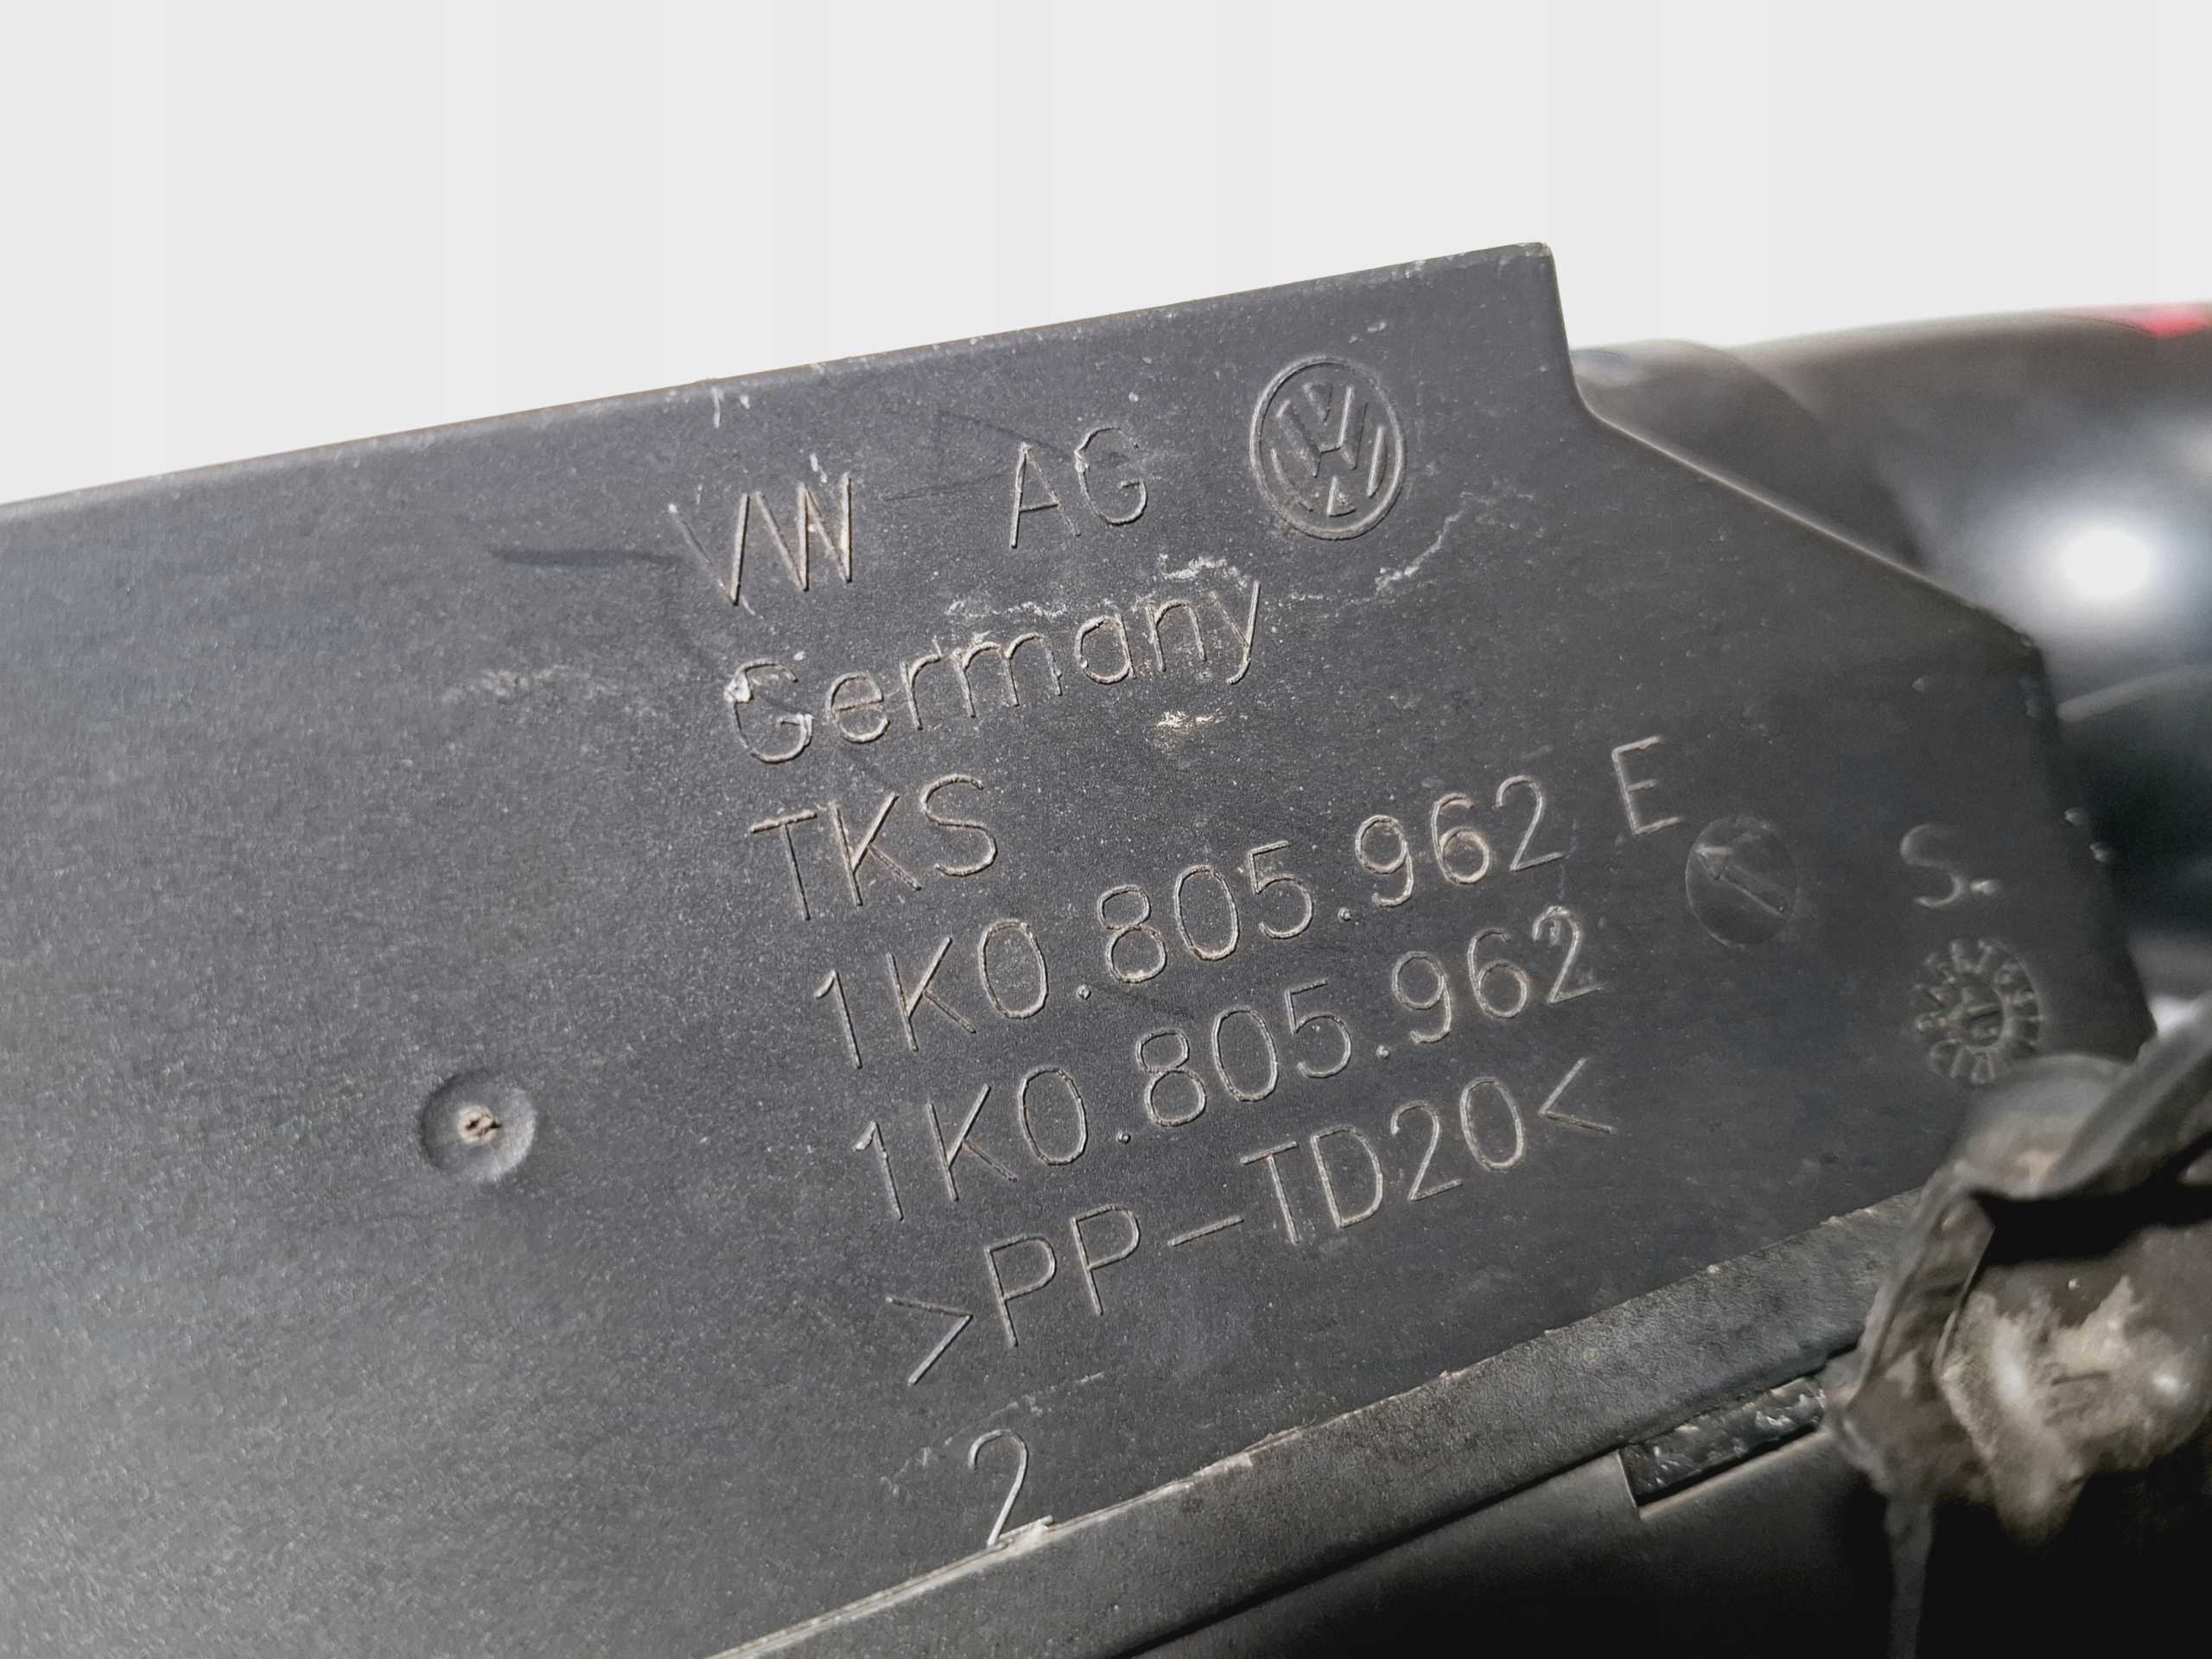 VW AG
Germany
TKS
1K0.805.962 E
1K0.805.962
>PP-TD20<
2
S.